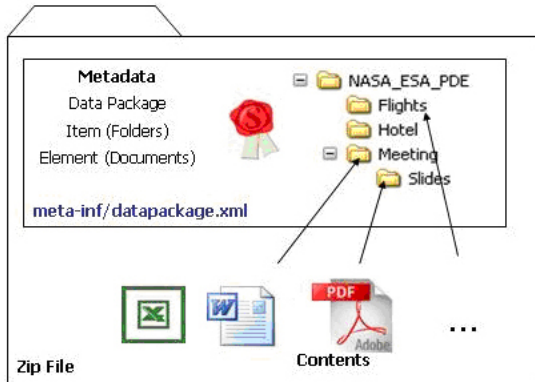 Metadata
Data Package
Item (Folders)
Element (Documents)
meta-inf/datapackage.xml
S
NASA_ESA_PDE
Flights
Hotel
Meeting
Slides
X
W
PDF
Adobe
...
Zip File
Contents